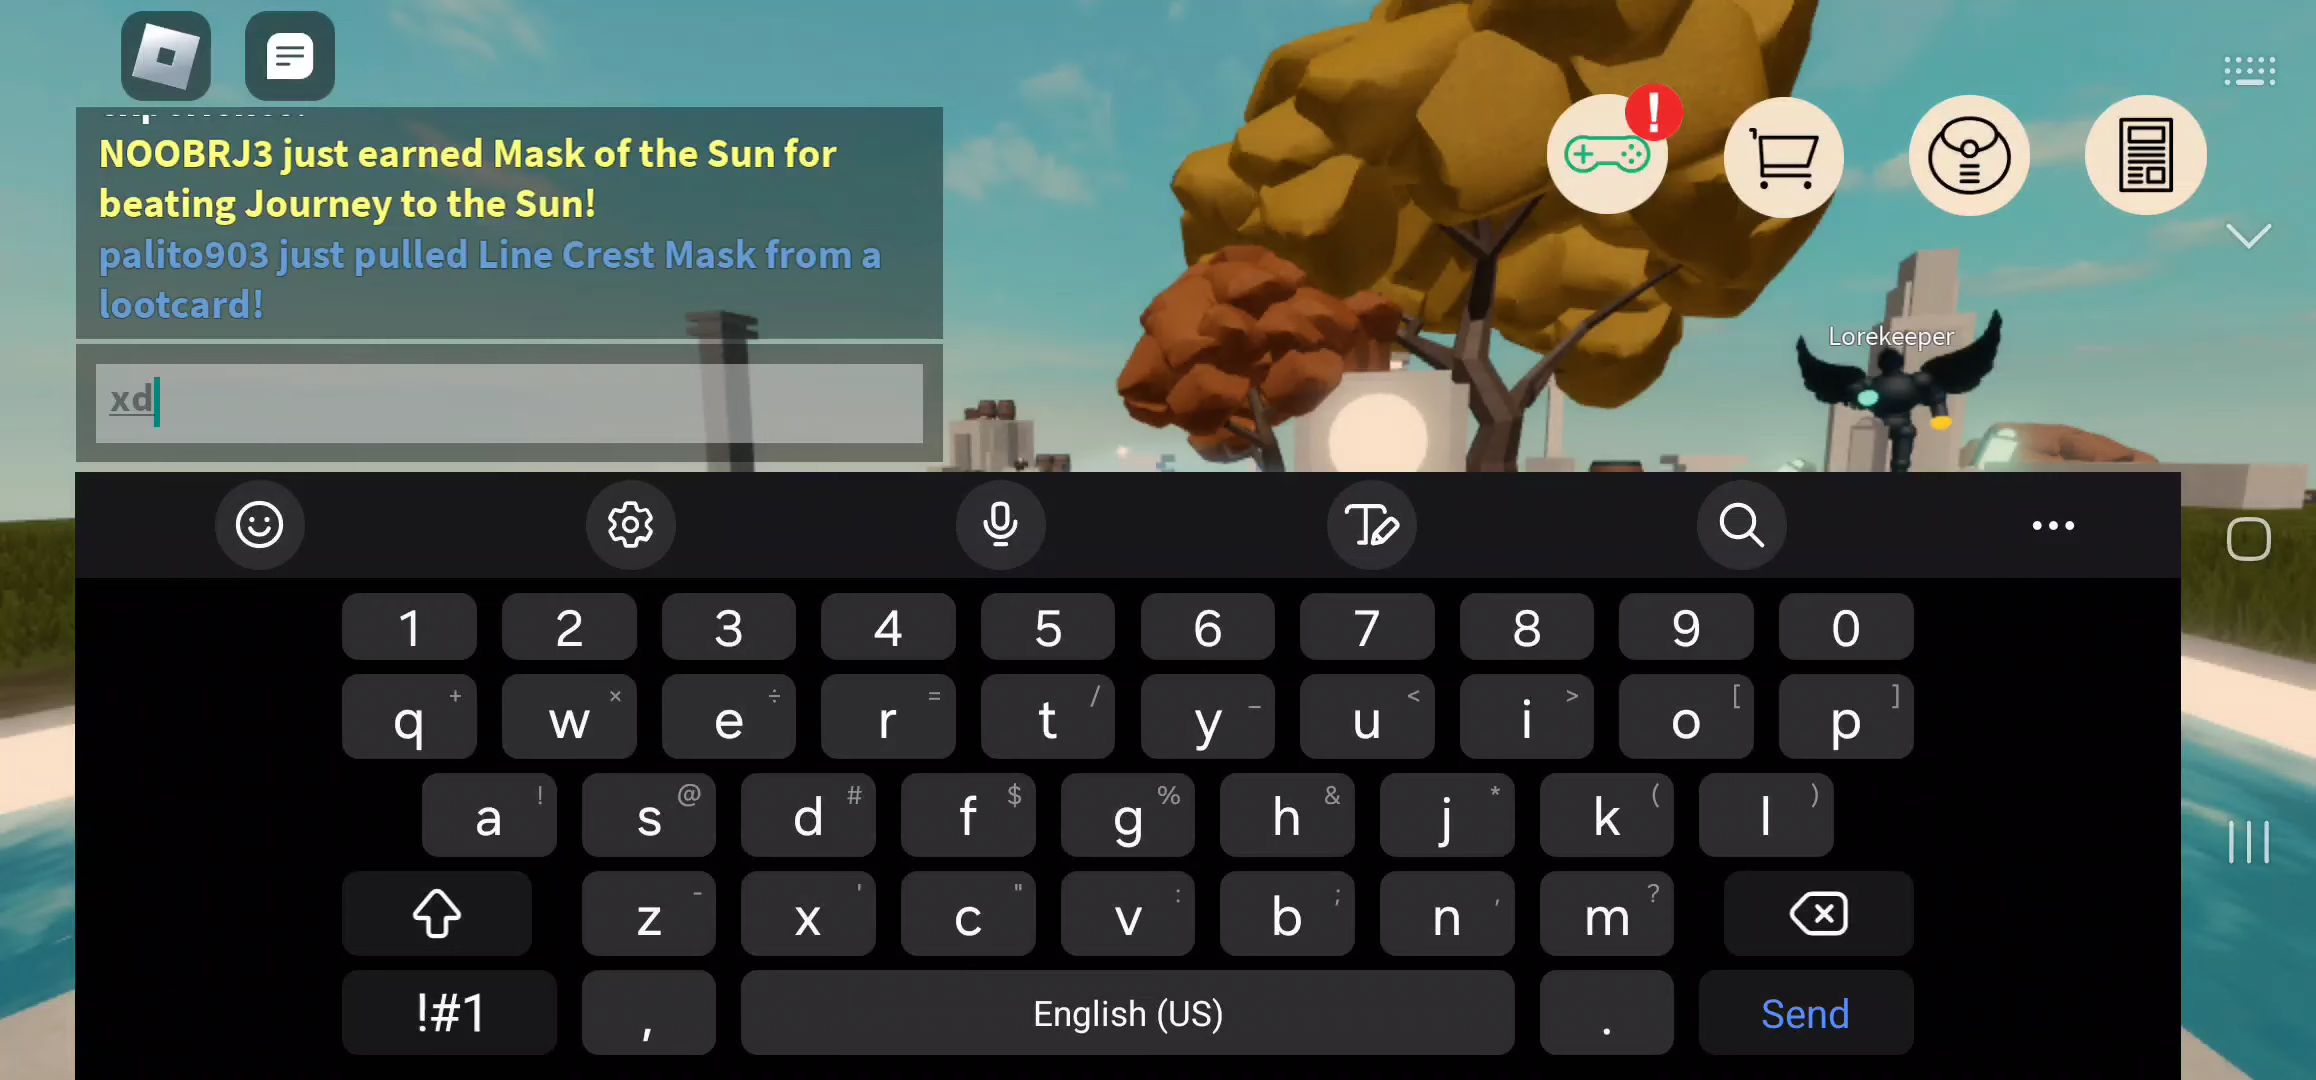 NOOBRJ3 just earned Mask of the Sun for
beating Journey to the Sun!
palito903 just pulled Line Crest Mask from a
lootcard!
Lorekeeper
xd
1 2 3 4 5 6 7 8 9 0
q + w × e ÷ r = t / y _ u < i > o [ p ]
a ! s @ d # f $ g % h & j * k ( l )
z - x ' c " v : b ; n , m ?
!#1 , English (US) . Send